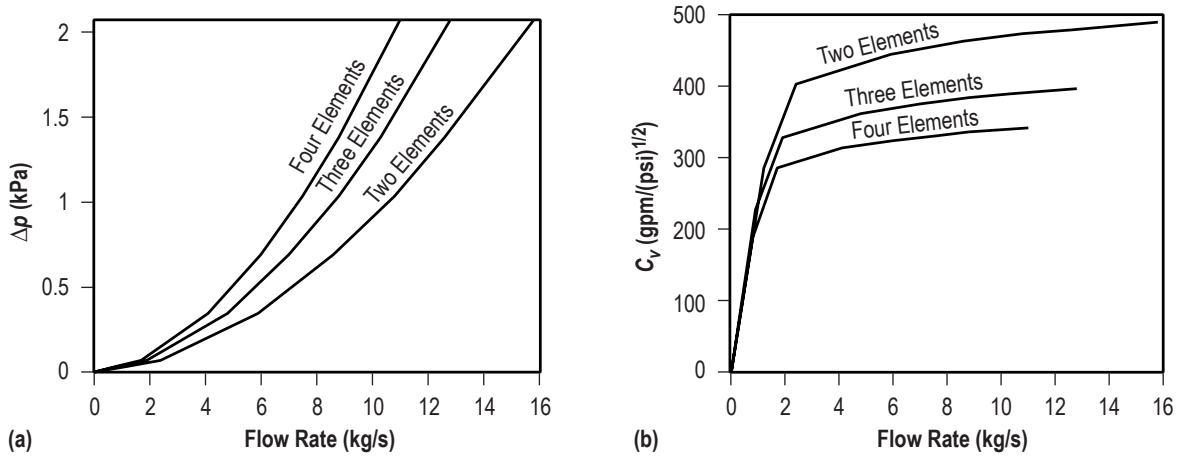 2
1.5
1
0.5
0
Δp (kPa)
Four Elements
Three Elements
Two Elements
0 2 4 6 8 10 12 14 16
Flow Rate (kg/s)
(a)
500
400
300
200
100
0
Cv (gpm/(psi)1/2)
Two Elements
Three Elements
Four Elements
0 2 4 6 8 10 12 14 16
Flow Rate (kg/s)
(b)